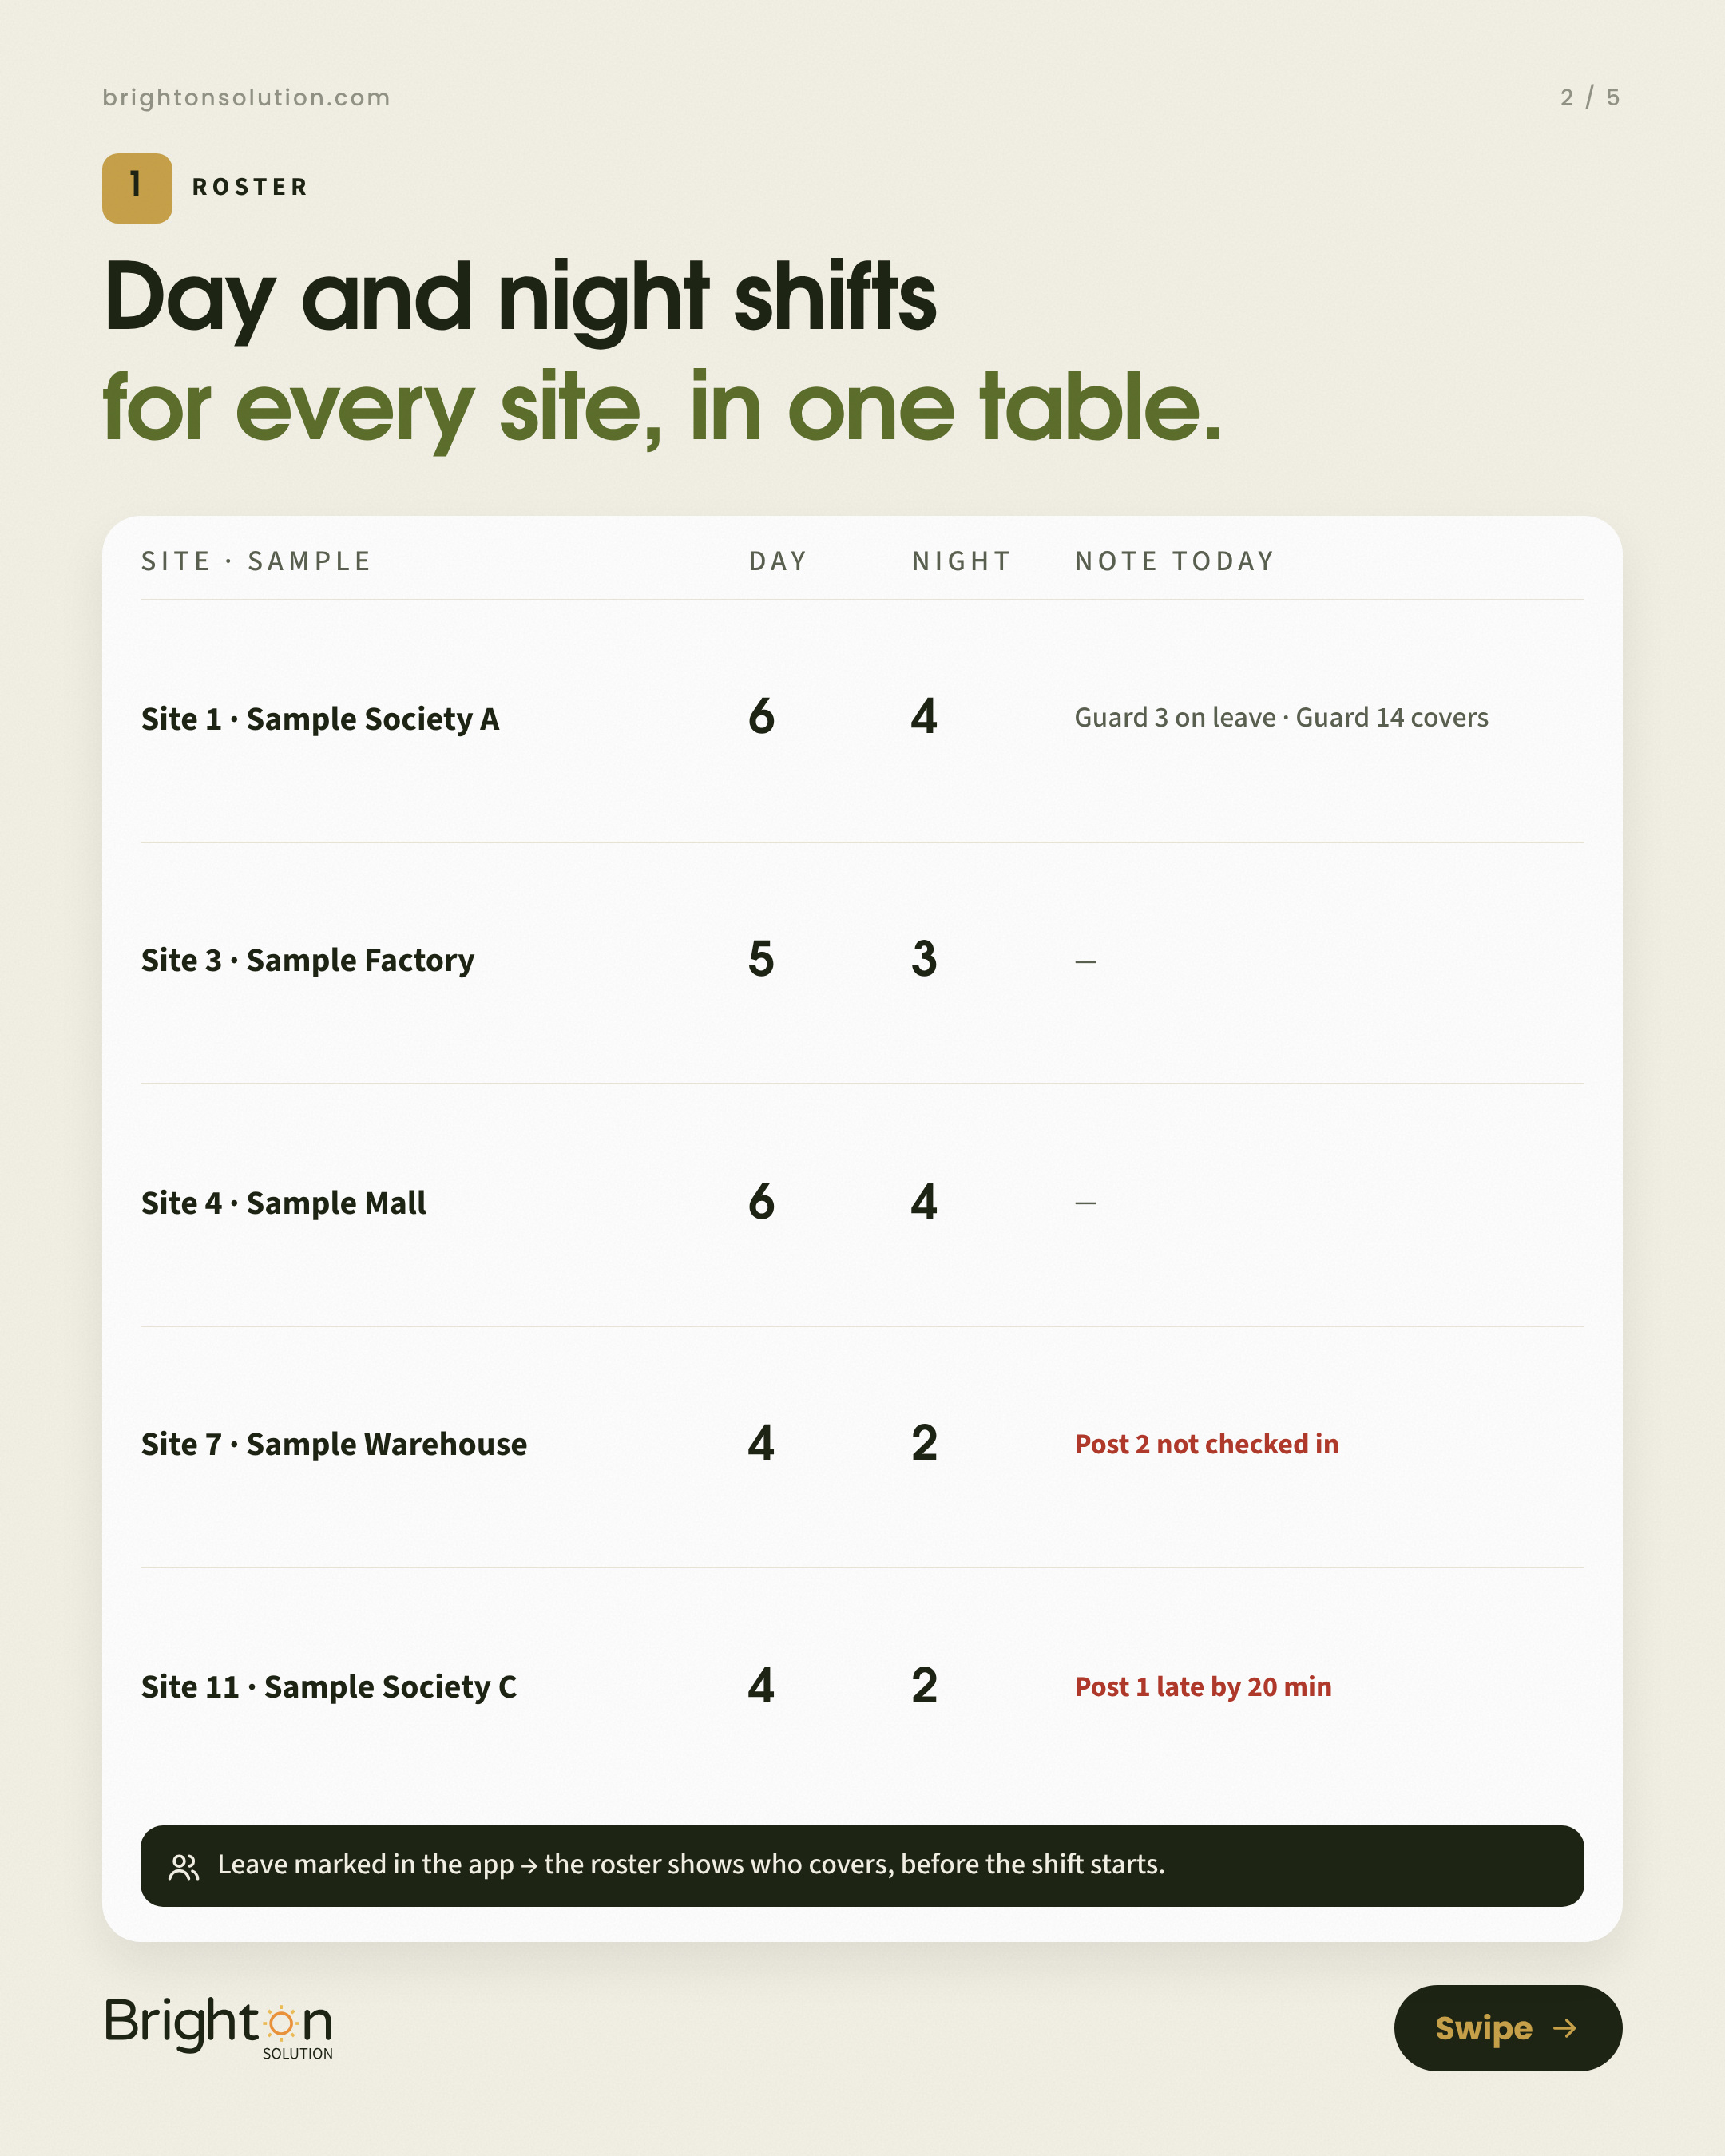 brightonsolution.com
2 / 5
1 ROSTER
Day and night shifts
for every site, in one table.
SITE · SAMPLE DAY NIGHT NOTE TODAY
Site 1 · Sample Society A 6 4 Guard 3 on leave · Guard 14 covers
Site 3 · Sample Factory 5 3 —
Site 4 · Sample Mall 6 4 —
Site 7 · Sample Warehouse 4 2 Post 2 not checked in
Site 11 · Sample Society C 4 2 Post 1 late by 20 min
Leave marked in the app → the roster shows who covers, before the shift starts.
Brighton
SOLUTION
Swipe →